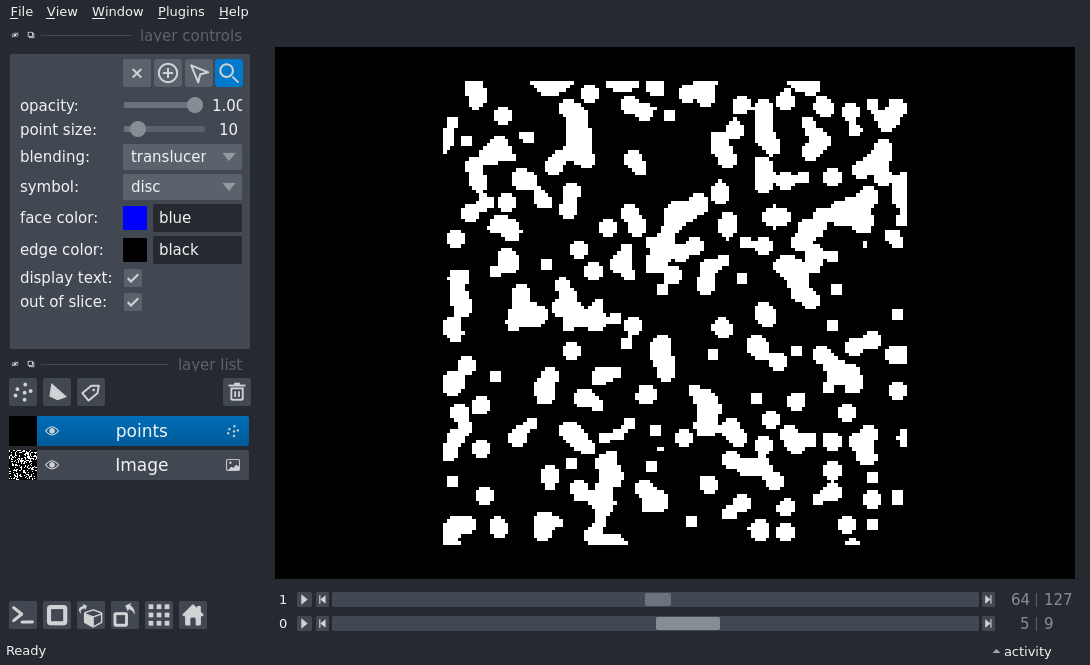 File View Window Plugins Help
layer controls
opacity: 1.00
point size: 10
blending: translucer
symbol: disc
face color: blue
edge color: black
display text:
out of slice:
layer list
points
Image
1 64 | 127
0 5 | 9
Ready activity